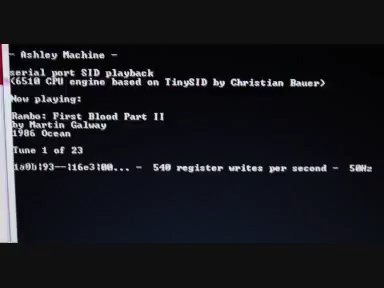 - Ashley Machine -
serial port SID playback
(6510 CPU engine based on TinySID by Christian Bauer)
Now playing:
Rambo: First Blood Part II
by Martin Galway
1986 Ocean
Tune 1 of 23
540 register writes per second - 50Hz